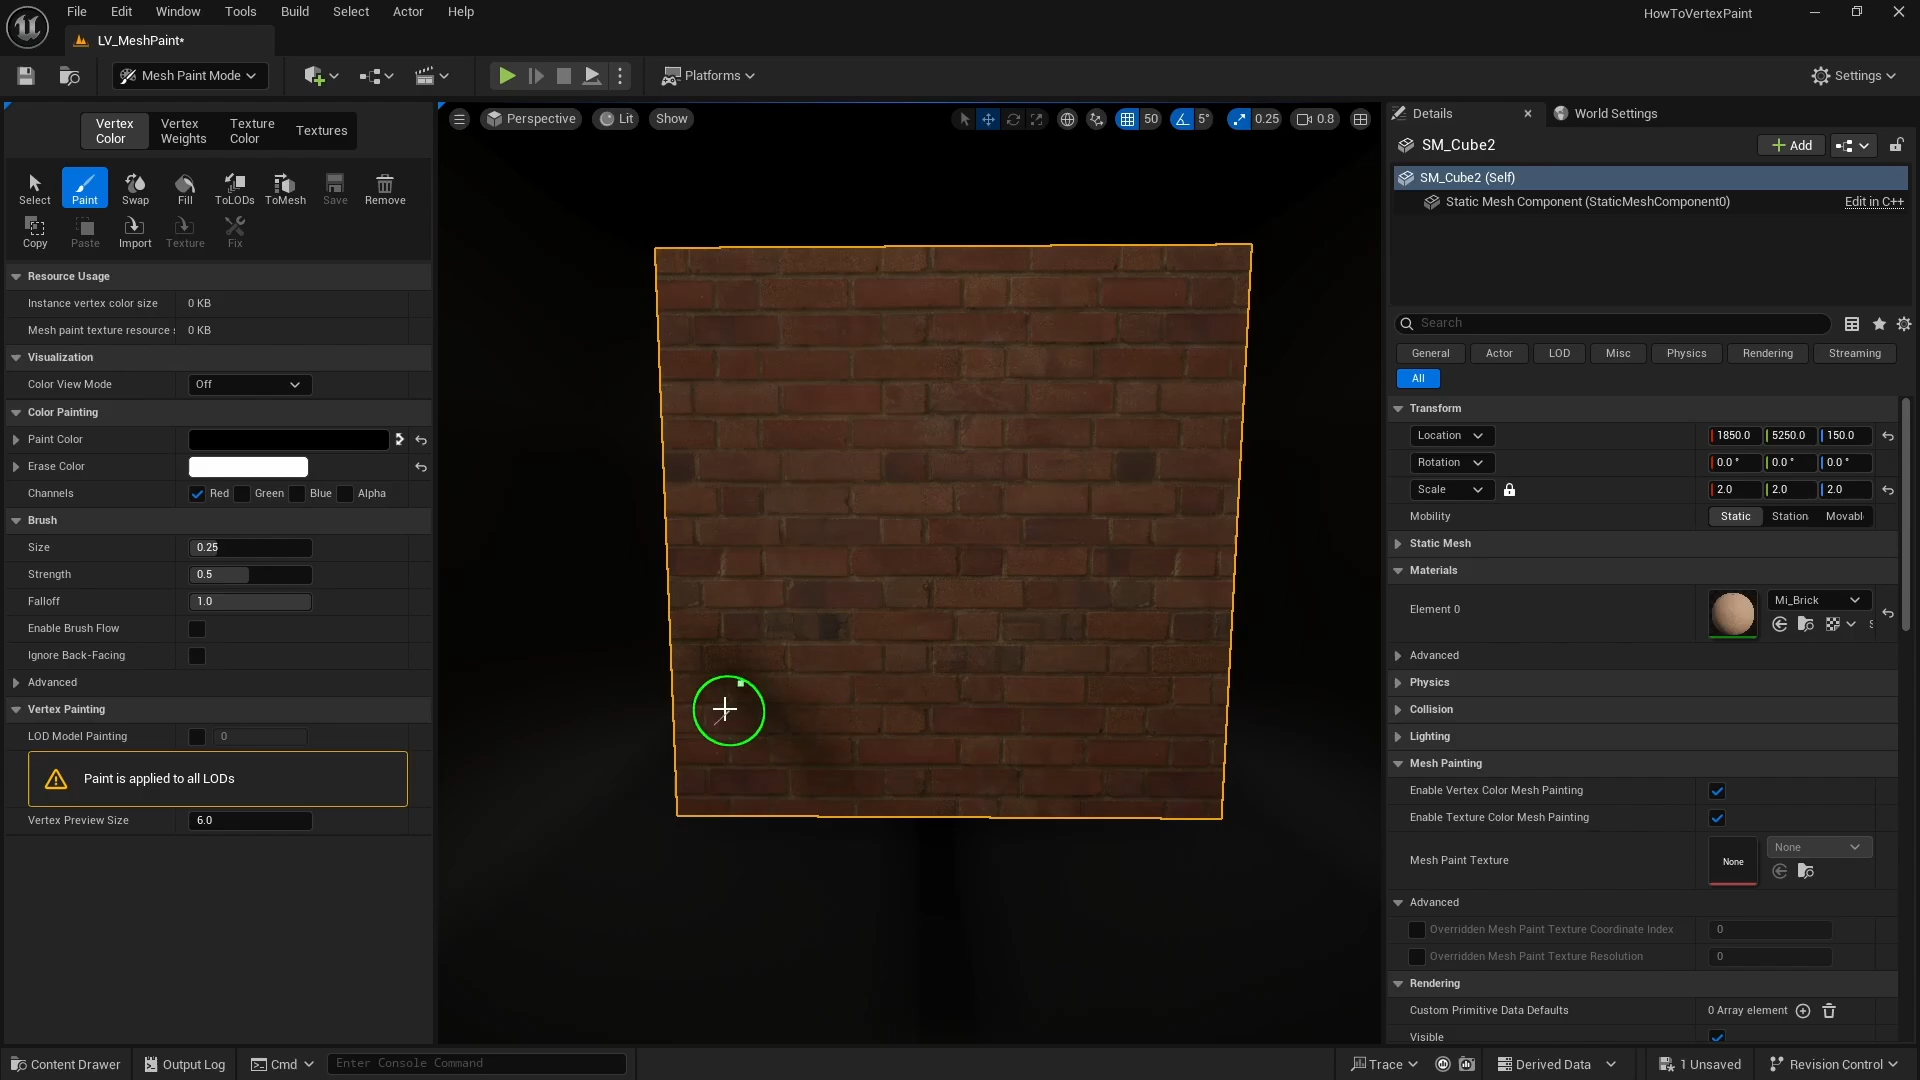 File Edit Window Tools Build Select Actor Help
HowToVertexPaint
LV_MeshPaint*
Mesh Paint Mode
Platforms
Settings
Vertex Color
Vertex Weights
Texture Color
Textures
Select Paint Swap Fill ToLODs ToMesh Save Remove
Copy Paste Import Texture Fix
Resource Usage
Instance vertex color size 0 KB
Mesh paint texture resource 0 KB
Visualization
Color View Mode Off
Color Painting
Paint Color
Erase Color
Channels Red Green Blue Alpha
Brush
Size 0.25
Strength 0.5
Falloff 1.0
Enable Brush Flow
Ignore Back-Facing
Advanced
Vertex Painting
LOD Model Painting 0
Paint is applied to all LODs
Vertex Preview Size 6.0
Perspective Lit Show
50 5° 0.25 0.8
Details
World Settings
SM_Cube2
Add
SM_Cube2 (Self)
Static Mesh Component (StaticMeshComponent0) Edit in C++
Search
General Actor LOD Misc Physics Rendering Streaming
All
Transform
Location 1850.0 5250.0 150.0
Rotation 0.0 ° 0.0 ° 0.0 °
Scale 2.0 2.0 2.0
Mobility Static Station Movabl
Static Mesh
Materials
Element 0 Mi_Brick
Advanced
Physics
Collision
Lighting
Mesh Painting
Enable Vertex Color Mesh Painting
Enable Texture Color Mesh Painting
Mesh Paint Texture None None
Advanced
Overridden Mesh Paint Texture Coordinate Index 0
Overridden Mesh Paint Texture Resolution 0
Rendering
Custom Primitive Data Defaults 0 Array element
Visible
Content Drawer Output Log Cmd Enter Console Command
Trace Derived Data 1 Unsaved Revision Control